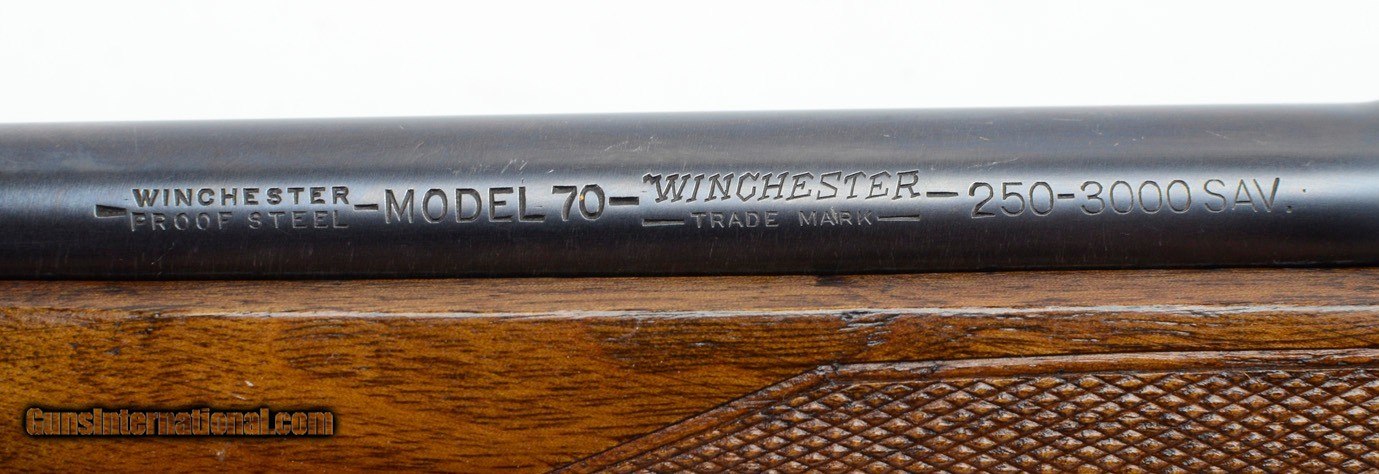 WINCHESTER
PROOF STEEL
-MODEL 70-
WINCHESTER
-TRADE MARK-
-250-3000 SAV.
GunsInternational.com